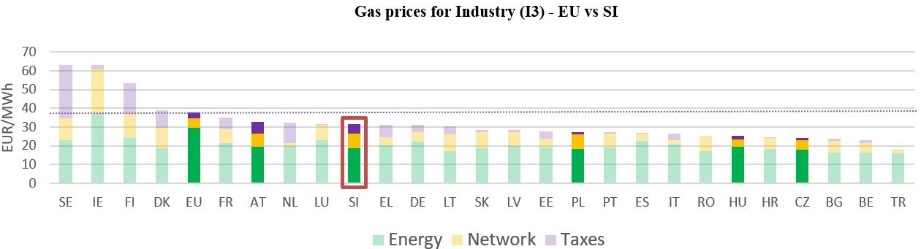 Gas prices for Industry (I3) - EU vs SI
EUR/MWh
70
60
50
40
30
20
10
0
SE IE FI DK EU FR AT NL LU SI EL DE LT SK LV EE PL PT ES IT RO HU HR CZ BG BE TR
Energy Network Taxes